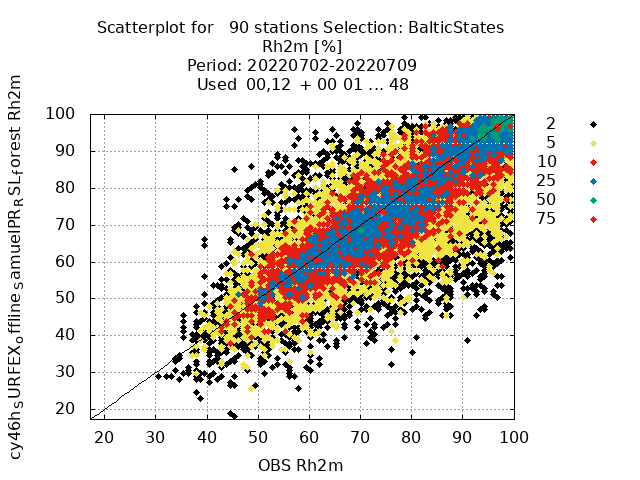 Scatterplot for 90 stations Selection: BalticStates
Rh2m [%]
Period: 20220702-20220709
Used 00,12 + 00 01 ... 48
cy46h_SURFEX_offline_samuelPR_RSL_forest Rh2m
100
90
80
70
60
50
40
30
20
20 30 40 50 60 70 80 90 100
OBS Rh2m
2
5
10
25
50
75